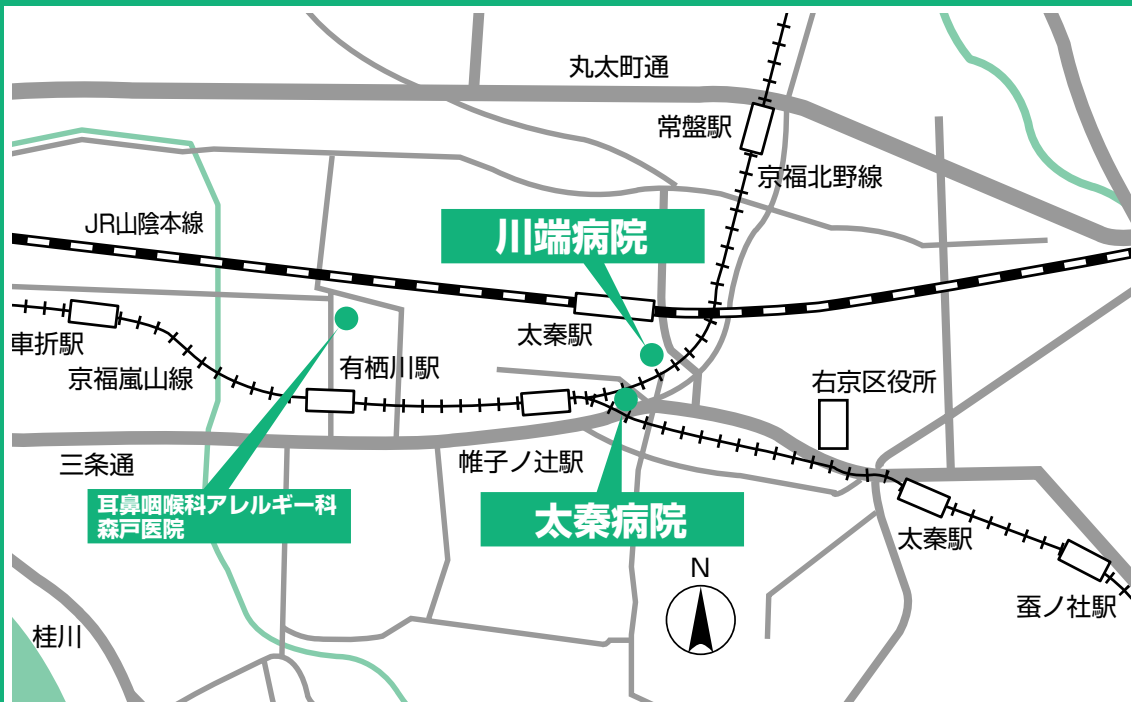 丸太町通
常盤駅
京福北野線
JR山陰本線
川端病院
太秦駅
車折駅
京福嵐山線
有栖川駅
右京区役所
三条通
帷子ノ辻駅
耳鼻咽喉科アレルギー科
森戸医院
太秦病院
太秦駅
N
蚕ノ社駅
桂川